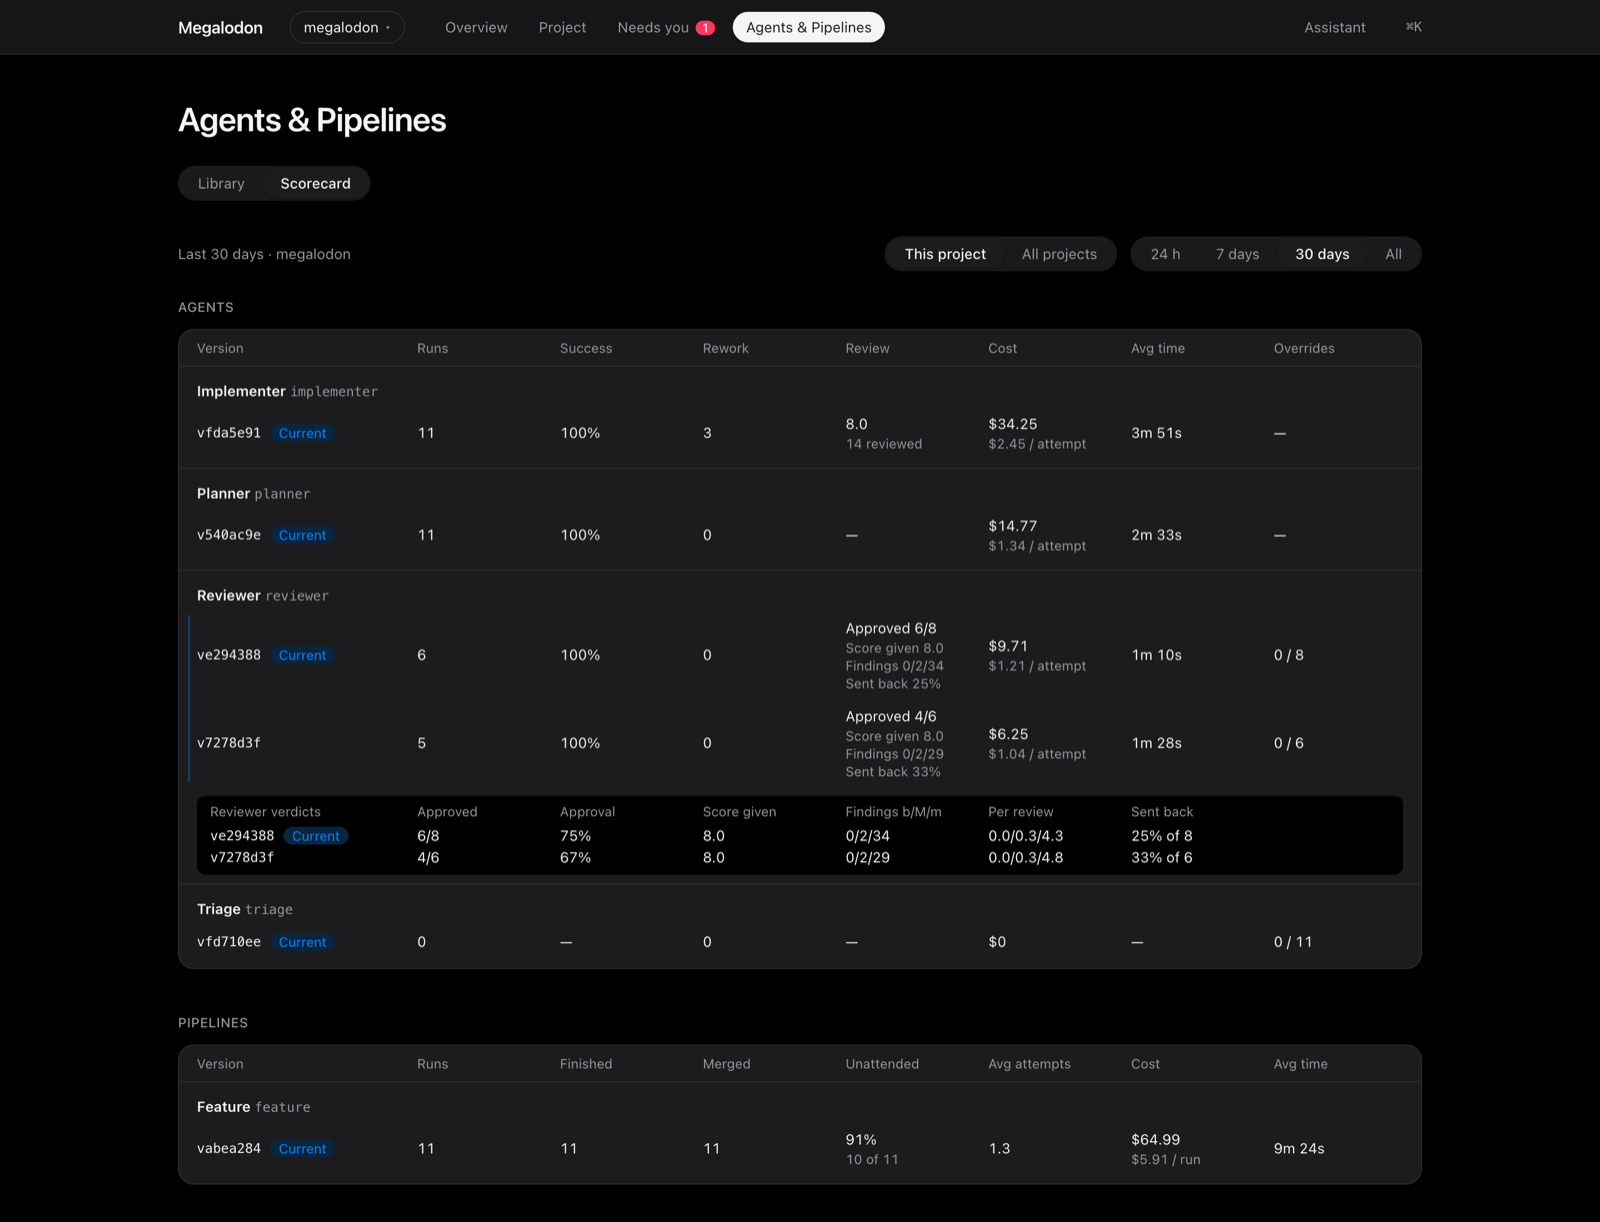 Megalodon megalodon Overview Project Needs you 1 Agents & Pipelines Assistant ⌘K
Agents & Pipelines
Library Scorecard
Last 30 days · megalodon This project All projects 24 h 7 days 30 days All
AGENTS
Version Runs Success Rework Review Cost Avg time Overrides
Implementer implementer
vfda5e91 Current 11 100% 3 8.0 $34.25 3m 51s —
14 reviewed $2.45 / attempt
Planner planner
v540ac9e Current 11 100% 0 — $14.77 2m 33s —
$1.34 / attempt
Reviewer reviewer
ve294388 Current 6 100% 0 Approved 6/8 $9.71 1m 10s 0 / 8
Score given 8.0 $1.21 / attempt
Findings 0/2/34
Sent back 25%
v7278d3f 5 100% 0 Approved 4/6 $6.25 1m 28s 0 / 6
Score given 8.0 $1.04 / attempt
Findings 0/2/29
Sent back 33%
Reviewer verdicts Approved Approval Score given Findings b/M/m Per review Sent back
ve294388 Current 6/8 75% 8.0 0/2/34 0.0/0.3/4.3 25% of 8
v7278d3f 4/6 67% 8.0 0/2/29 0.0/0.3/4.8 33% of 6
Triage triage
vfd710ee Current 0 — 0 — $0 — 0 / 11
PIPELINES
Version Runs Finished Merged Unattended Avg attempts Cost Avg time
Feature feature
vabea284 Current 11 11 11 91% 1.3 $64.99 9m 24s
10 of 11 $5.91 / run